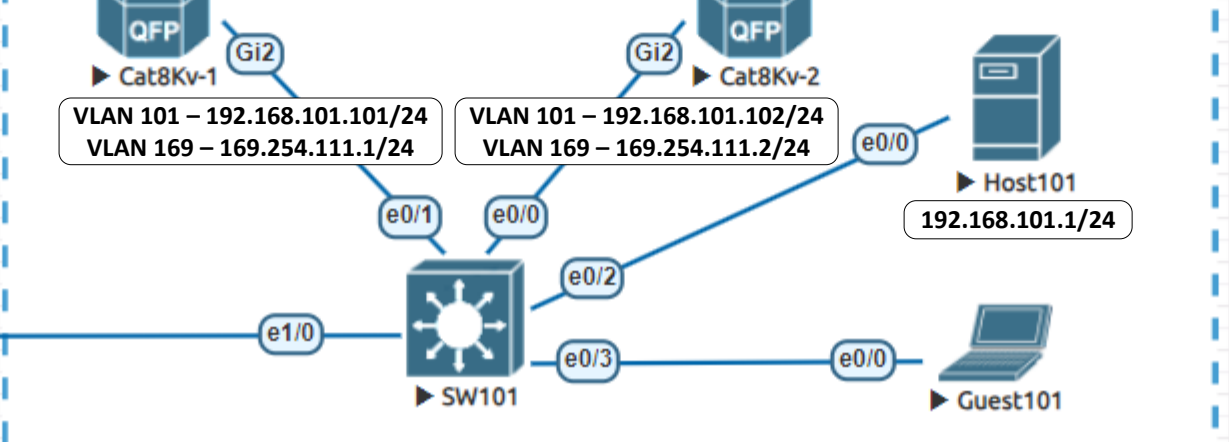 QFP
QFP
Gi2
Gi2
Cat8Kv-1
Cat8Kv-2
VLAN 101 – 192.168.101.101/24
VLAN 169 – 169.254.111.1/24
VLAN 101 – 192.168.101.102/24
VLAN 169 – 169.254.111.2/24
e0/0
Host101
192.168.101.1/24
e0/1
e0/0
e0/2
e1/0
e0/3
e0/0
SW101
Guest101